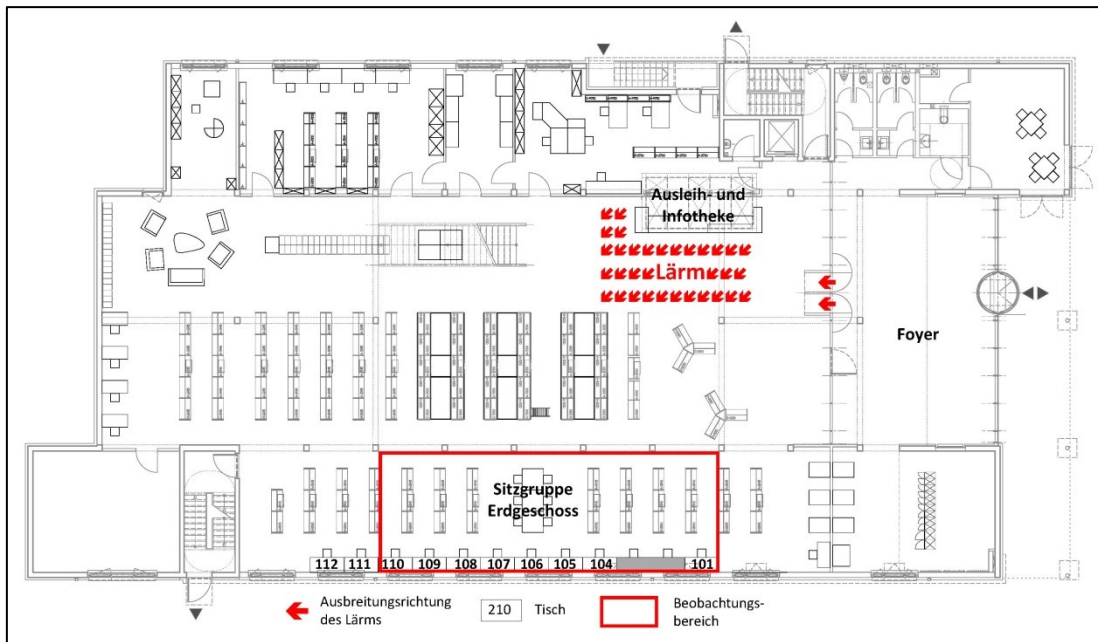 Ausleih- und
Infotheke
Lärm
Foyer
Sitzgruppe
Erdgeschoss
112 111 110 109 108 107 106 105 104 101
Ausbreitungsrichtung
des Lärms
210 Tisch
Beobachtungs-
bereich